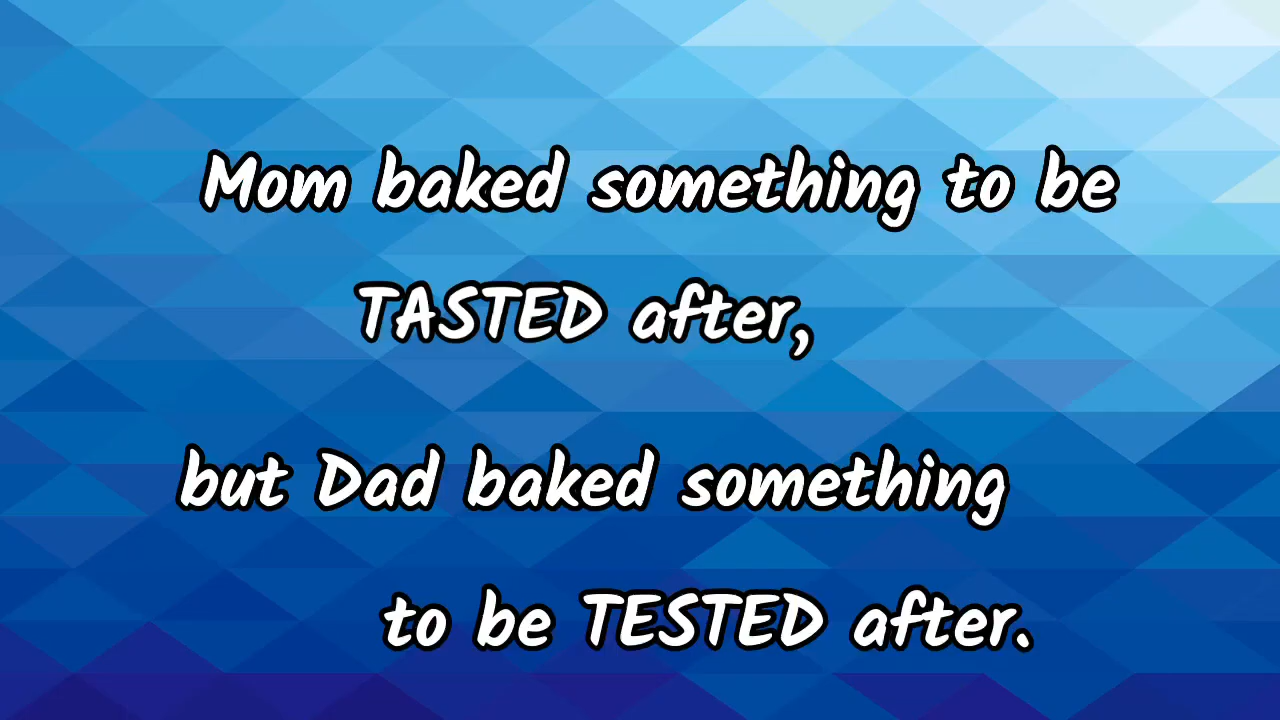 Mom baked something to be
TASTED after,
but Dad baked something
to be TESTED after.